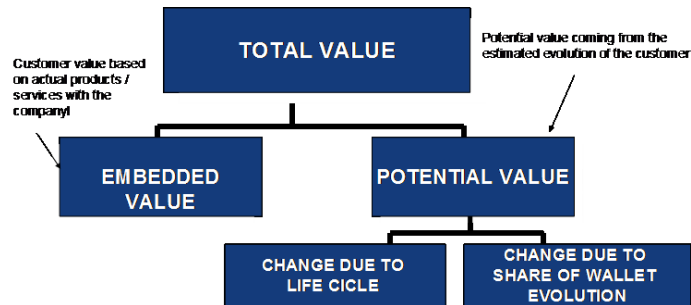 TOTAL VALUE
Potential value coming from the
estimated evolution of the customer
Customer value based
on actual products /
services with the
companyl
EMBEDDED
VALUE
POTENTIAL VALUE
CHANGE DUE TO
LIFE CICLE
CHANGE DUE TO
SHARE OF WALLET
EVOLUTION